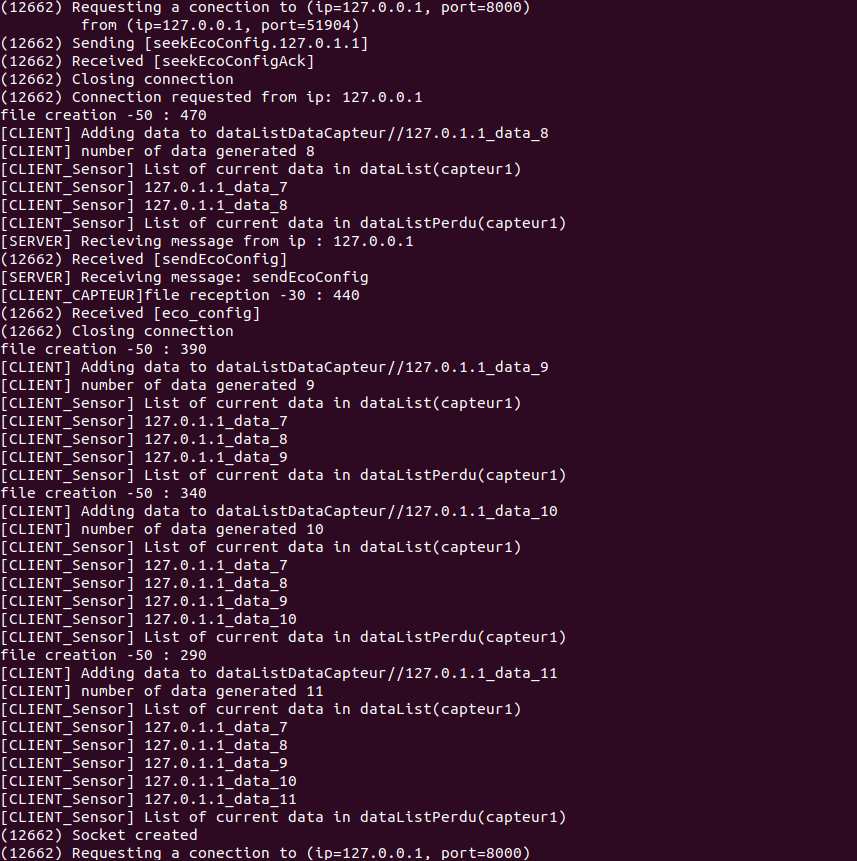 (12662) Requesting a conection to (ip=127.0.0.1, port=8000)
from (ip=127.0.0.1, port=51904)
(12662) Sending [seekEcoConfig.127.0.1.1]
(12662) Received [seekEcoConfigAck]
(12662) Closing connection
(12662) Connection requested from ip: 127.0.0.1
file creation -50 : 470
[CLIENT] Adding data to dataListDataCapteur//127.0.1.1_data_8
[CLIENT] number of data generated 8
[CLIENT_Sensor] List of current data in dataList(capteur1)
[CLIENT_Sensor] 127.0.1.1_data_7
[CLIENT_Sensor] 127.0.1.1_data_8
[CLIENT_Sensor] List of current data in dataListPerdu(capteur1)
[SERVER] Recieving message from ip : 127.0.0.1
(12662) Received [sendEcoConfig]
[SERVER] Receiving message: sendEcoConfig
[CLIENT_CAPTEUR]file reception -30 : 440
(12662) Received [eco_config]
(12662) Closing connection
file creation -50 : 390
[CLIENT] Adding data to dataListDataCapteur//127.0.1.1_data_9
[CLIENT] number of data generated 9
[CLIENT_Sensor] List of current data in dataList(capteur1)
[CLIENT_Sensor] 127.0.1.1_data_7
[CLIENT_Sensor] 127.0.1.1_data_8
[CLIENT_Sensor] 127.0.1.1_data_9
[CLIENT_Sensor] List of current data in dataListPerdu(capteur1)
file creation -50 : 340
[CLIENT] Adding data to dataListDataCapteur//127.0.1.1_data_10
[CLIENT] number of data generated 10
[CLIENT_Sensor] List of current data in dataList(capteur1)
[CLIENT_Sensor] 127.0.1.1_data_7
[CLIENT_Sensor] 127.0.1.1_data_8
[CLIENT_Sensor] 127.0.1.1_data_9
[CLIENT_Sensor] 127.0.1.1_data_10
[CLIENT_Sensor] List of current data in dataListPerdu(capteur1)
file creation -50 : 290
[CLIENT] Adding data to dataListDataCapteur//127.0.1.1_data_11
[CLIENT] number of data generated 11
[CLIENT_Sensor] List of current data in dataList(capteur1)
[CLIENT_Sensor] 127.0.1.1_data_7
[CLIENT_Sensor] 127.0.1.1_data_8
[CLIENT_Sensor] 127.0.1.1_data_9
[CLIENT_Sensor] 127.0.1.1_data_10
[CLIENT_Sensor] 127.0.1.1_data_11
[CLIENT_Sensor] List of current data in dataListPerdu(capteur1)
(12662) Socket created
(12662) Requesting a conection to (ip=127.0.0.1, port=8000)